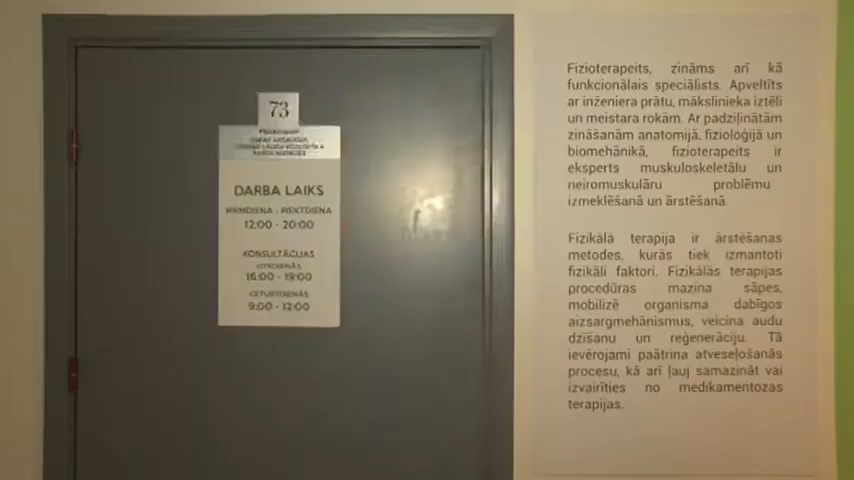 73
Fizioterapeiti
DARBA LAIKS
PIRMDIENA - PIEKTDIENA
12:00 - 20:00
KONSULTĀCIJAS
OTRDIENĀS
16:00 - 19:00
CETURTDIENĀS
9:00 - 12:00
Fizioterapeits, zināms arī kā
funkcionālais speciālists. Apveltīts
ar inženiera prātu, mākslinieka iztēli
un meistara rokām. Ar padziļinātām
zināšanām anatomijā, fizioloģijā un
biomehānikā, fizioterapeits ir
eksperts muskuloskeletālu un
neiromuskulāru problēmu
izmeklēšanā un ārstēšanā.
Fizikālā terapija ir ārstēšanas
metodes, kurās tiek izmantoti
fizikāli faktori. Fizikālās terapijas
procedūras mazina sāpes,
mobilizē organisma dabīgos
aizsargmehānismus, veicina audu
dzīšanu un reģenerāciju. Tā
ievērojami paātrina atveseļošanās
procesu, kā arī ļauj samazināt vai
izvairīties no medikamentozas
terapijas.